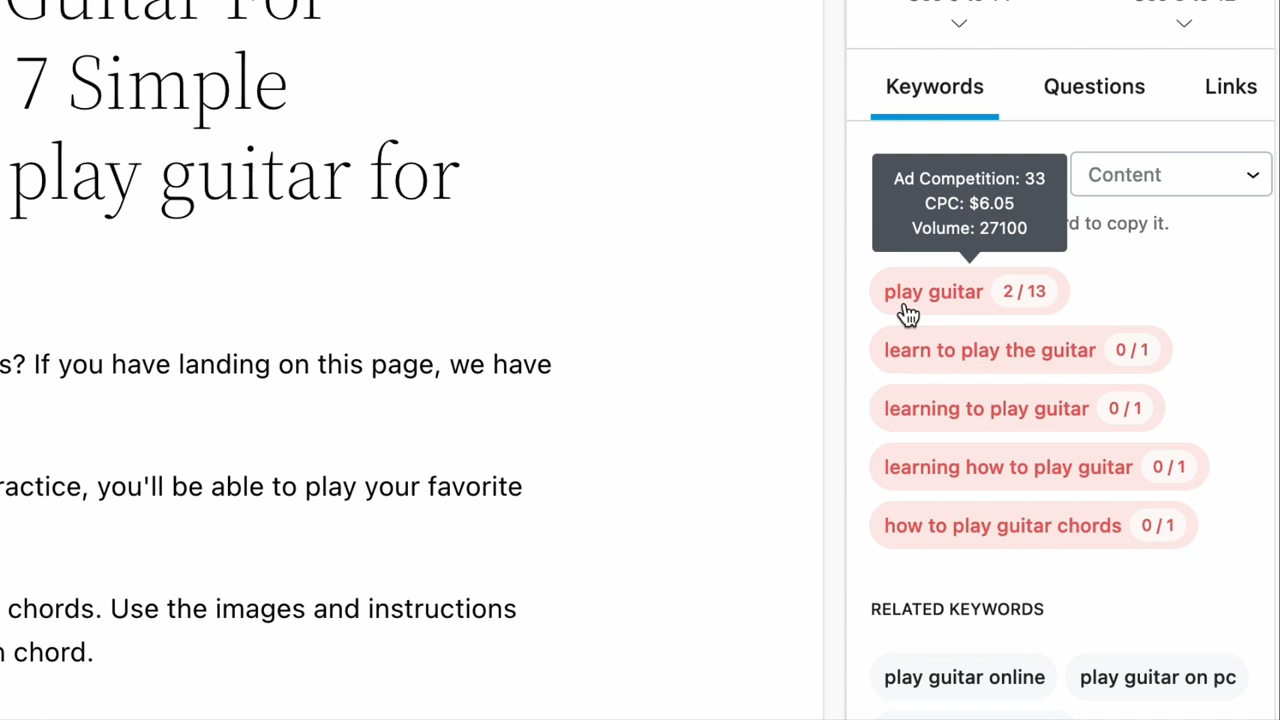 Guitar For
7 Simple
play guitar for
s? If you have landing on this page, we have
ractice, you'll be able to play your favorite
chords. Use the images and instructions
chord.
Keywords
Questions
Links
Ad Competition: 33
CPC: $6.05
Volume: 27100
Content
d to copy it.
play guitar 2 / 13
learn to play the guitar 0 / 1
learning to play guitar 0 / 1
learning how to play guitar 0 / 1
how to play guitar chords 0 / 1
RELATED KEYWORDS
play guitar online
play guitar on pc